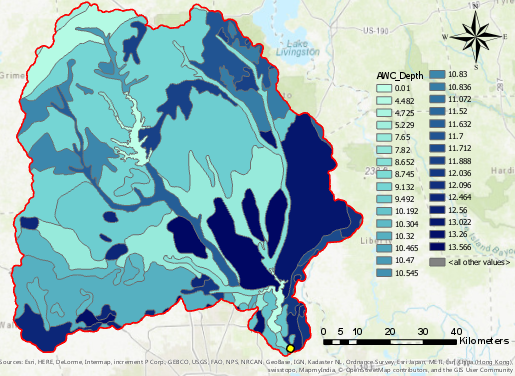 US-190
Lake
Livingston
N
W
E
S
AWC_Depth
0.01
4.482
4.725
5.229
7.65
7.82
8.652
8.745
9.132
9.492
10.192
10.304
10.32
10.465
10.47
10.545
10.83
10.836
11.072
11.52
11.632
11.7
11.712
11.888
12.036
12.096
12.464
12.56
13.022
13.26
13.566
<all other values>
Grime
Hardi
Liberty
0 5 10 20 30 40
Kilometers
Sources: Esri, HERE, DeLorme, Intermap, increment P Corp., GEBCO, USGS, FAO, NPS, NRCAN, GeoBase, IGN, Kadaster NL, Ordnance Survey, Esri Japan, METI, Esri China (Hong Kong),
swisstopo, MapmyIndia, © OpenStreetMap contributors, and the GIS User Community